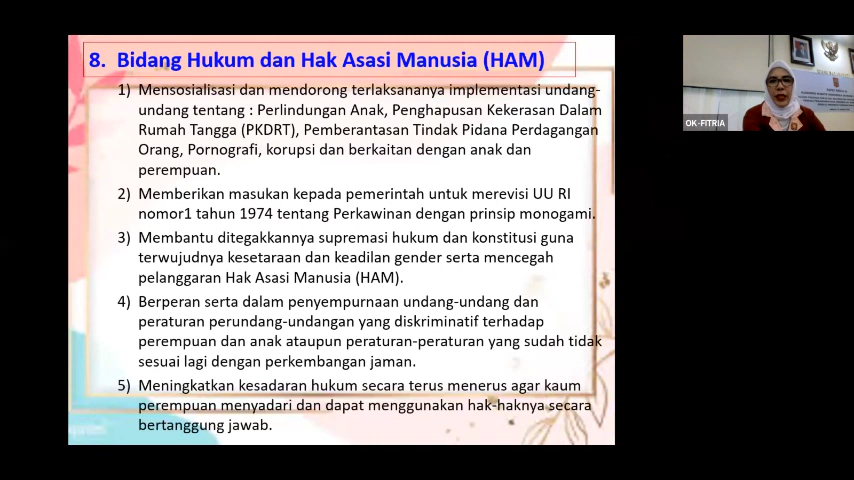 8. Bidang Hukum dan Hak Asasi Manusia (HAM)
1) Mensosialisasi dan mendorong terlaksananya implementasi undang-
undang tentang : Perlindungan Anak, Penghapusan Kekerasan Dalam
Rumah Tangga (PKDRT), Pemberantasan Tindak Pidana Perdagangan
Orang, Pornografi, korupsi dan berkaitan dengan anak dan
perempuan.
2) Memberikan masukan kepada pemerintah untuk merevisi UU RI
nomor1 tahun 1974 tentang Perkawinan dengan prinsip monogami.
3) Membantu ditegakkannya supremasi hukum dan konstitusi guna
terwujudnya kesetaraan dan keadilan gender serta mencegah
pelanggaran Hak Asasi Manusia (HAM).
4) Berperan serta dalam penyempurnaan undang-undang dan
peraturan perundang-undangan yang diskriminatif terhadap
perempuan dan anak ataupun peraturan-peraturan yang sudah tidak
sesuai lagi dengan perkembangan jaman.
5) Meningkatkan kesadaran hukum secara terus menerus agar kaum
perempuan menyadari dan dapat menggunakan hak-haknya secara
bertanggung jawab.
OK-FITRIA